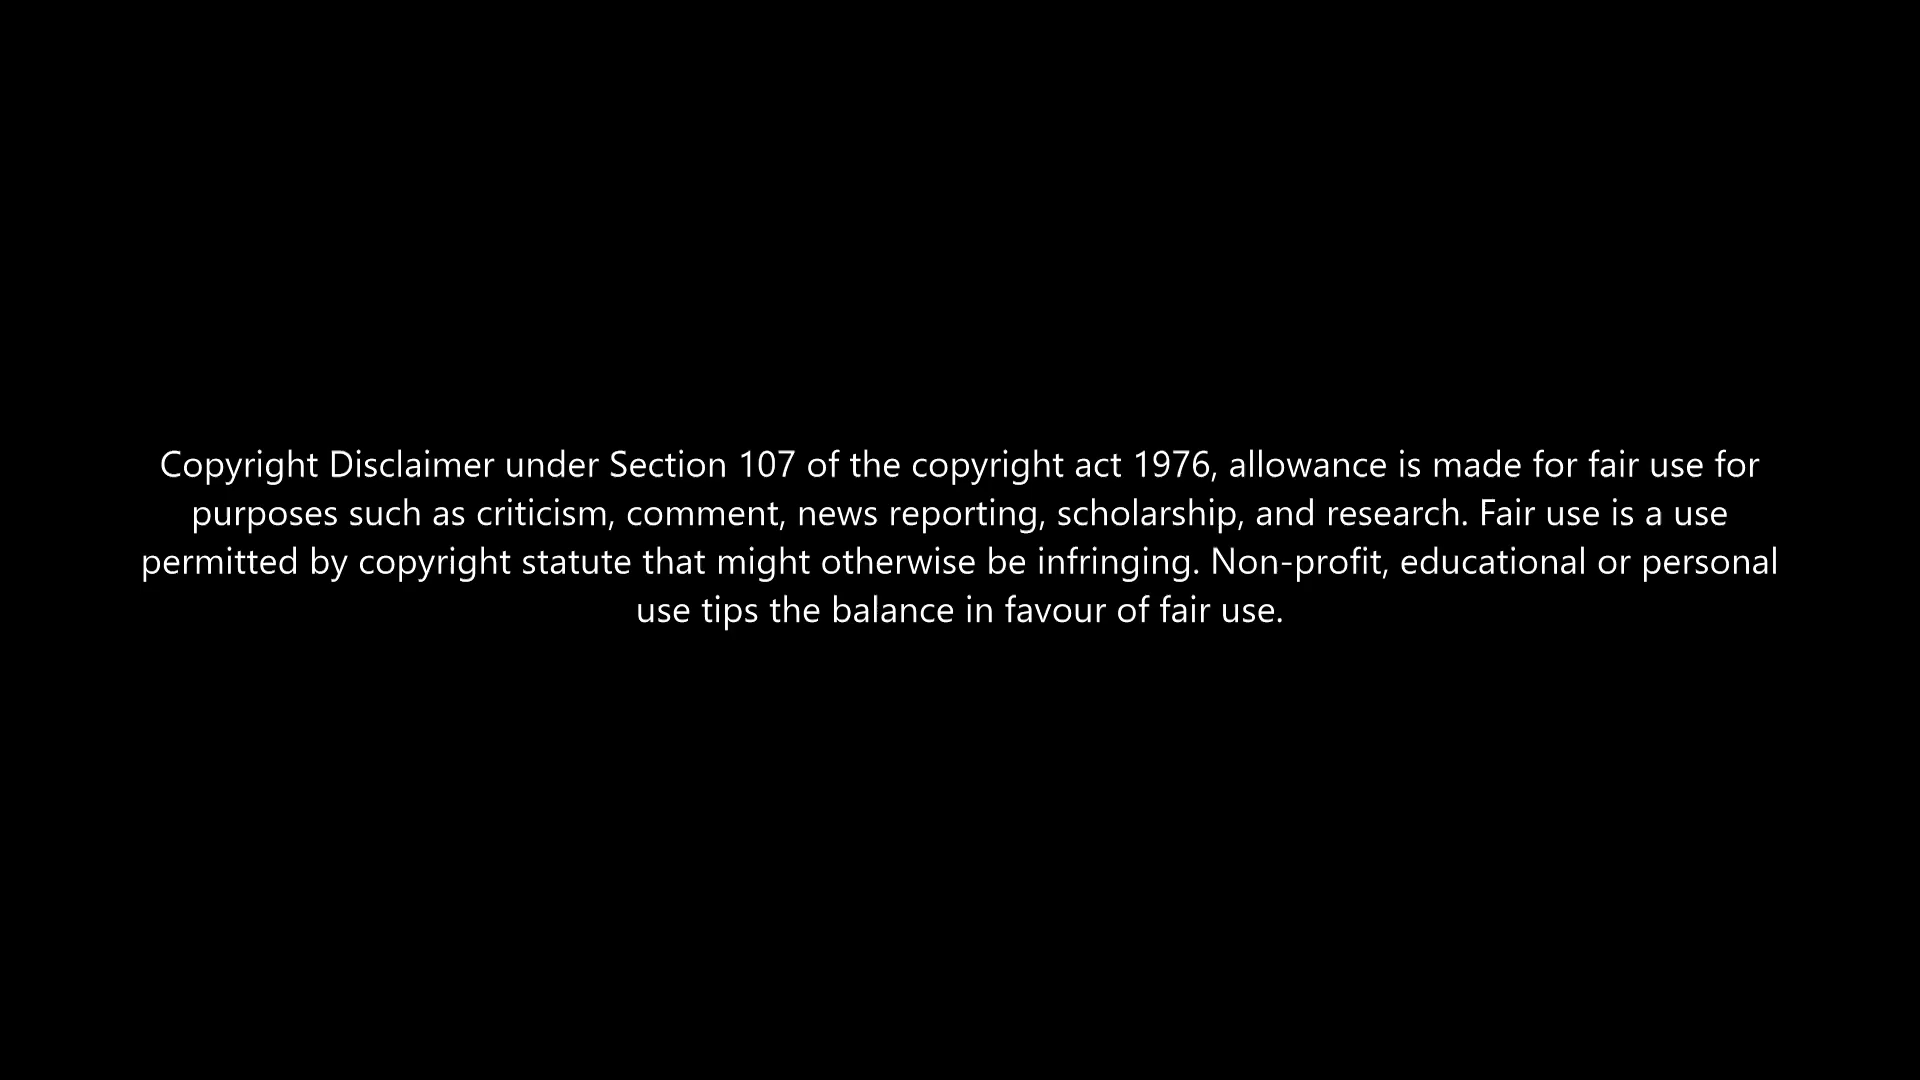 Copyright Disclaimer under Section 107 of the copyright act 1976, allowance is made for fair use for
purposes such as criticism, comment, news reporting, scholarship, and research. Fair use is a use
permitted by copyright statute that might otherwise be infringing. Non-profit, educational or personal
use tips the balance in favour of fair use.